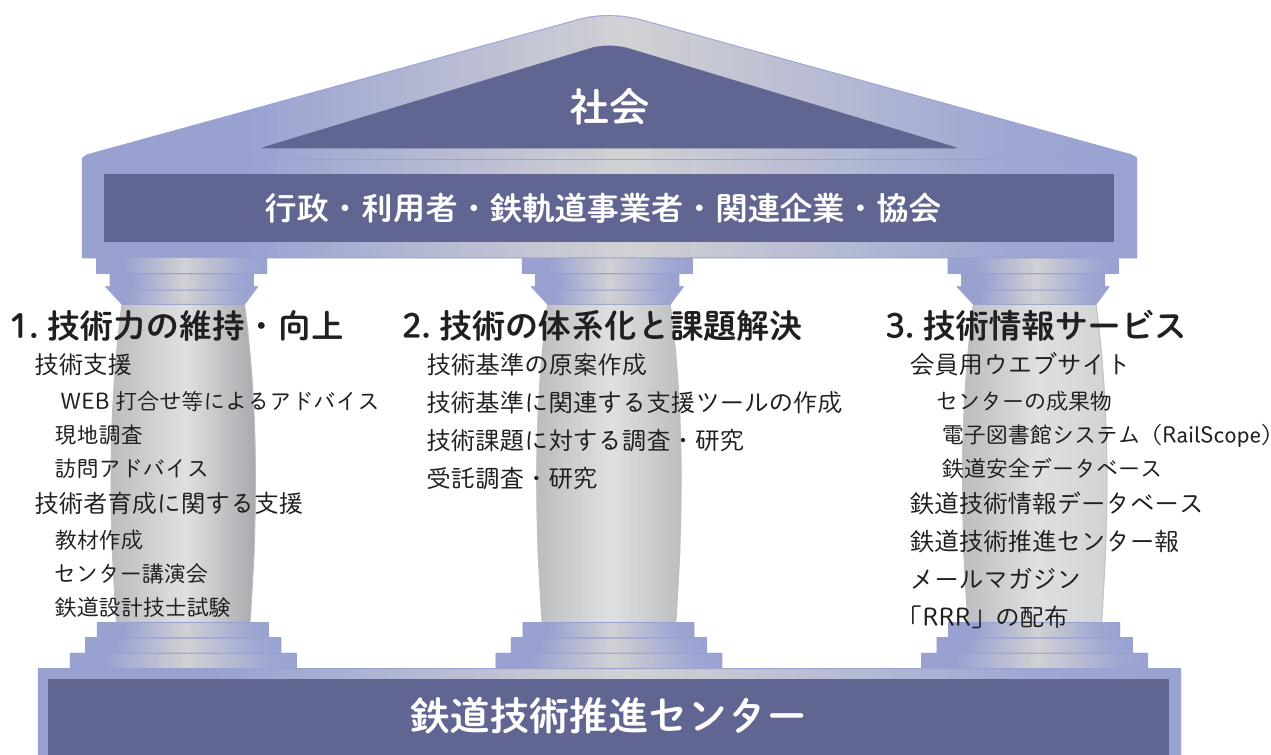 社会
行政・利用者・鉄軌道事業者・関連企業・協会
1. 技術力の維持・向上
技術支援
WEB 打合せ等によるアドバイス
現地調査
訪問アドバイス
技術者育成に関する支援
教材作成
センター講演会
鉄道設計技士試験
2. 技術の体系化と課題解決
技術基準の原案作成
技術基準に関連する支援ツールの作成
技術課題に対する調査・研究
受託調査・研究
3. 技術情報サービス
会員用ウエブサイト
センターの成果物
電子図書館システム（RailScope）
鉄道安全データベース
鉄道技術情報データベース
鉄道技術推進センター報
メールマガジン
「RRR」の配布
鉄道技術推進センター